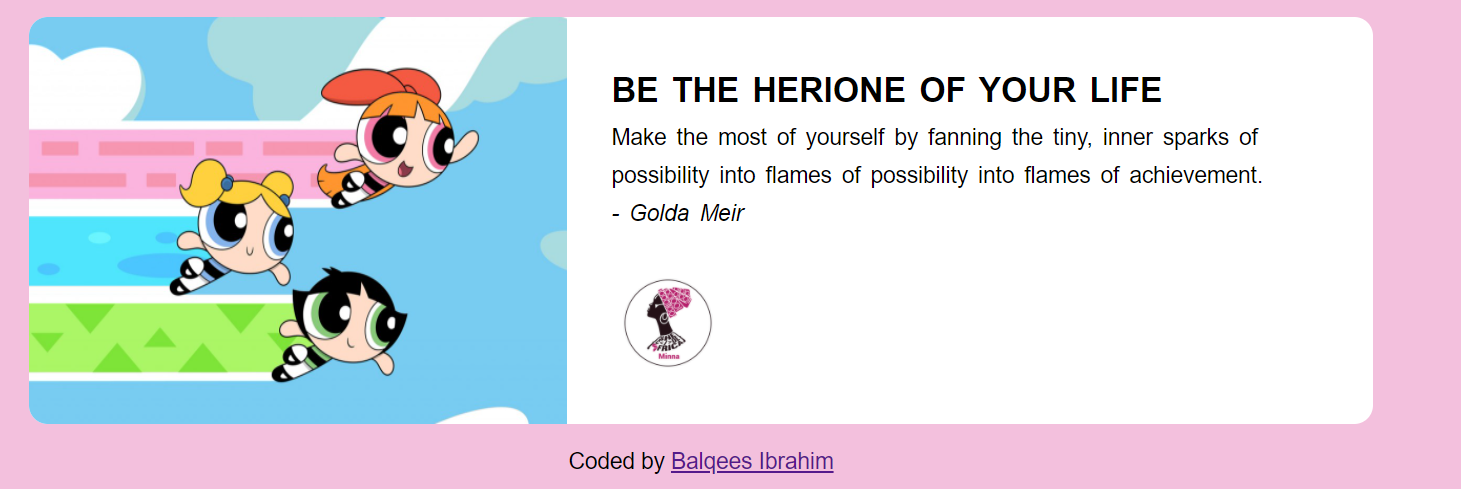 BE THE HERIONE OF YOUR LIFE
Make the most of yourself by fanning the tiny, inner sparks of
possibility into flames of possibility into flames of achievement.
- Golda Meir
Minna
Coded by Balqees Ibrahim